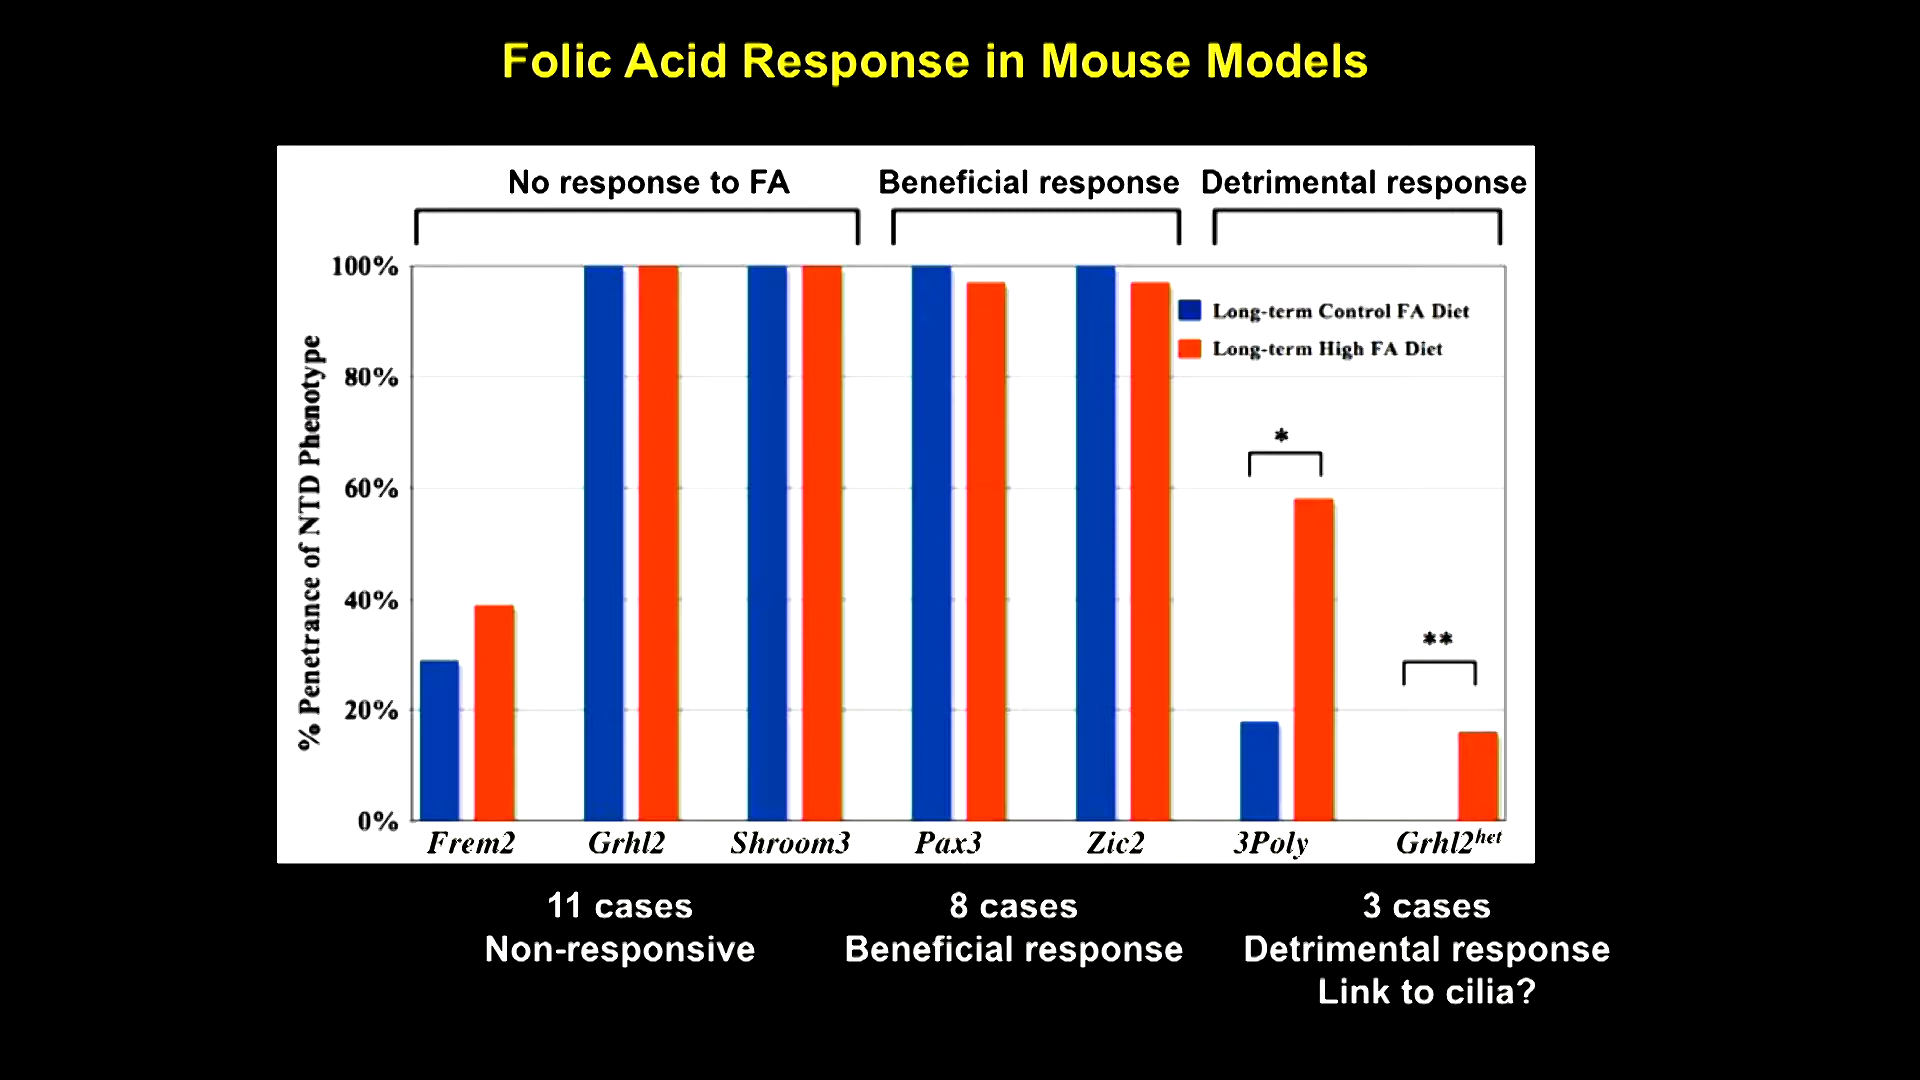 Folic Acid Response in Mouse Models
No response to FA
Beneficial response
Detrimental response
100%
80%
60%
40%
20%
0%
% Penetrance of NTD Phenotype
Long-term Control FA Diet
Long-term High FA Diet
*
**
Frem2
Grhl2
Shroom3
Pax3
Zic2
3Poly
Grhl2het
11 cases
Non-responsive
8 cases
Beneficial response
3 cases
Detrimental response
Link to cilia?